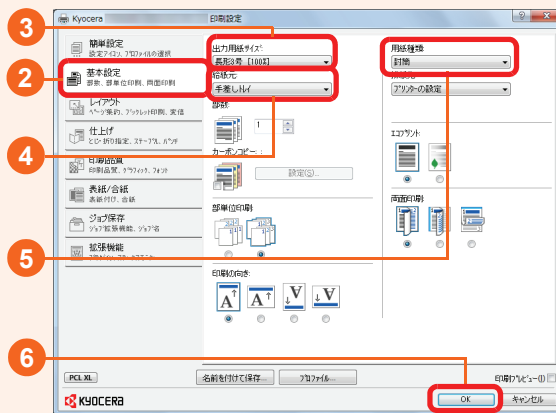 Kyocera
印刷設定
3
2
4
5
6
簡単設定
設定アイコン、プロファイルの選択
基本設定
部数、部単位印刷、両面印刷
レイアウト
ページ集約、ブックレット印刷、変倍
仕上げ
とじ・折り指定、ステープル、パンチ
印刷品質
印刷品質、グラフィック、フォント
表紙/合紙
表紙付け、合紙
ジョブ保存
ジョブ拡張機能、ジョブ名
拡張機能
出力用紙サイズ:
長形3号 [100%]
給紙元:
手差しトレイ
部数:
1
カーボンコピー:
設定(S)...
部単位印刷:
印刷の向き:
用紙種類
封筒
プリンターの設定
エコプリント:
両面印刷:
PCL XL
名前を付けて保存...
プロファイル...
印刷プレビュー(I)
KYOCERA
OK
キャンセル